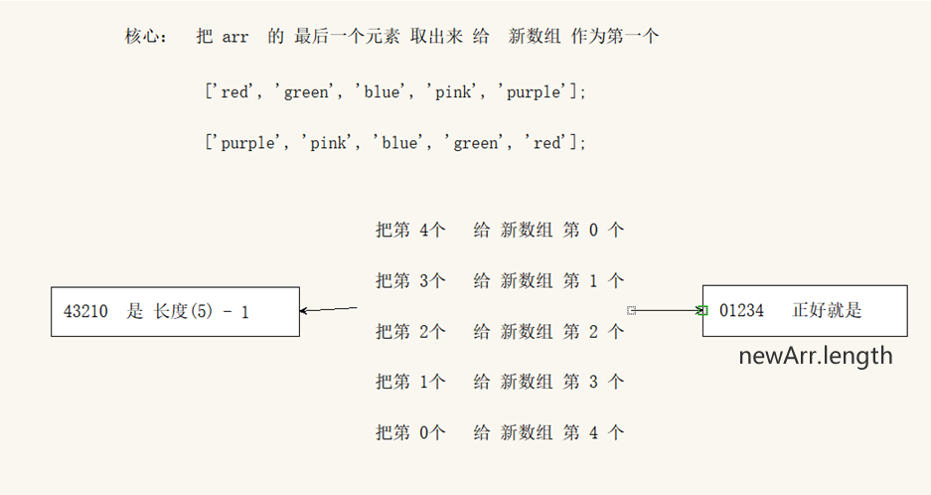 核心： 把 arr 的 最后一个元素 取出来 给 新数组 作为第一个
['red', 'green', 'blue', 'pink', 'purple'];
['purple', 'pink', 'blue', 'green', 'red'];
把第 4个 给 新数组 第 0 个
把第 3个 给 新数组 第 1 个
43210 是 长度(5) - 1
01234 正好就是
把第 2个 给 新数组 第 2 个
newArr.length
把第 1个 给 新数组 第 3 个
把第 0个 给 新数组 第 4 个